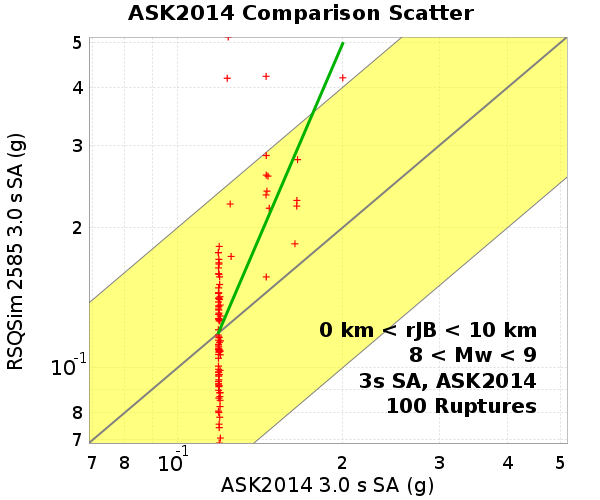 ASK2014 Comparison Scatter
RSQSim 2585 3.0 s SA (g)
5
4
3
2
10-1
8
7
0 km < rJB < 10 km
8 < Mw < 9
3s SA, ASK2014
100 Ruptures
7 8 10-1 2 3 4 5
ASK2014 3.0 s SA (g)